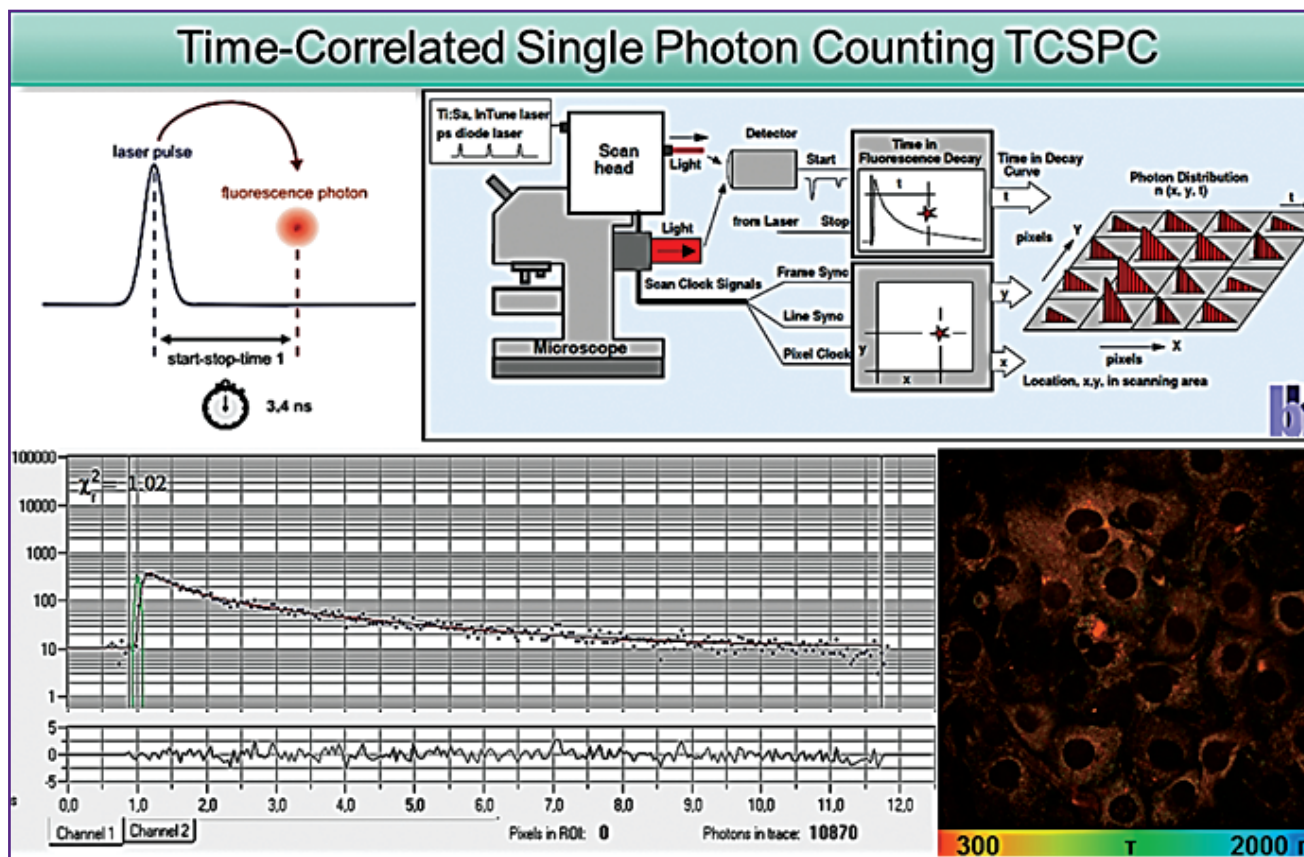 Time-Correlated Single Photon Counting TCSPC
laser pulse
fluorescence photon
start-stop-time 1
3,4 ns
Ti:Sa, InTune laser
ps diode laser
Scan
head
Light
Detector
Start
Light
from Laser
Stop
Time in
Fluorescence Decay
t
Time in Decay
Curve
t
Photon Distribution
n (x, y, t)
t
pixels
Y
Scan Clock Signals
Frame Sync
Line Sync
Pixel Clock
y
x
y
x
pixels
X
Location, x,y, in scanning area
Microscope
b
100000
10000
1000
100
10
1
χr²= 1.02
5
0
-5
s
0,0 1,0 2,0 3,0 4,0 5,0 6,0 7,0 8,0 9,0 10,0 11,0 12,0
Channel 1 Channel 2
Pixels in ROI: 0
Photons in trace: 10870
300 T 2000